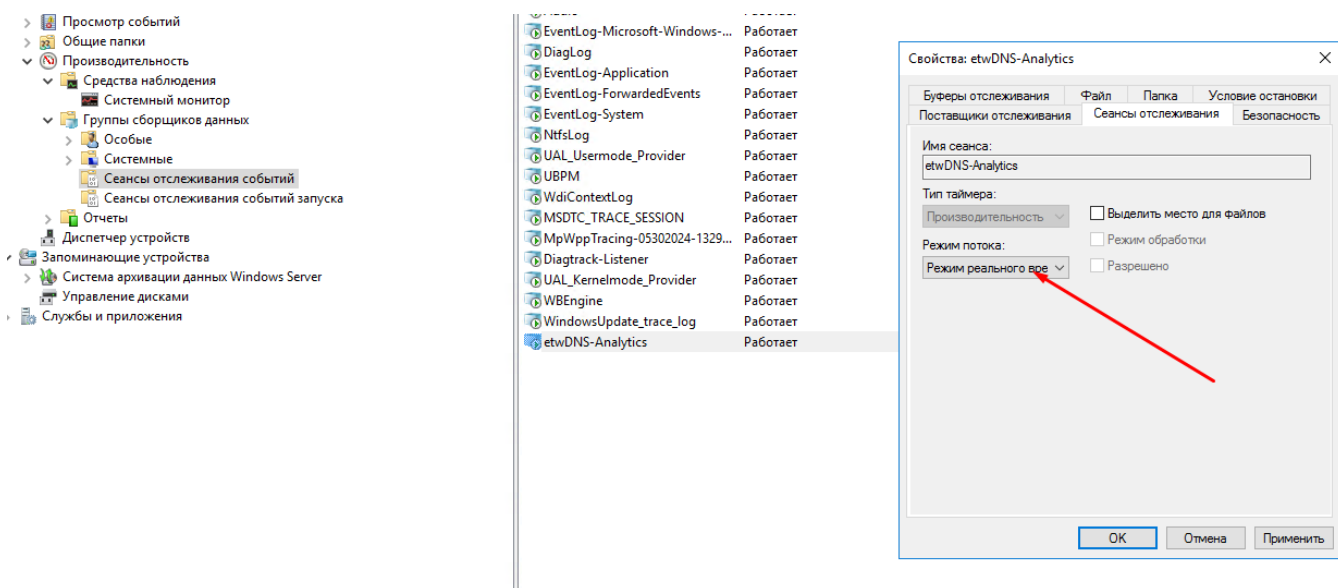 Просмотр событий
Общие папки
Производительность
Средства наблюдения
Системный монитор
Группы сборщиков данных
Особые
Системные
Сеансы отслеживания событий
Сеансы отслеживания событий запуска
Отчеты
Диспетчер устройств
Запоминающие устройства
Система архивации данных Windows Server
Управление дисками
Службы и приложения
EventLog-Microsoft-Windows-... Работает
DiagLog Работает
EventLog-Application Работает
EventLog-ForwardedEvents Работает
EventLog-System Работает
NtfsLog Работает
UAL_Usermode_Provider Работает
UBPM Работает
WdiContextLog Работает
MSDTC_TRACE_SESSION Работает
MpWppTracing-05302024-1329... Работает
Diagtrack-Listener Работает
UAL_Kernelmode_Provider Работает
WBEngine Работает
WindowsUpdate_trace_log Работает
etwDNS-Analytics Работает
Свойства: etwDNS-Analytics
Буферы отслеживания Файл Папка Условие остановки
Поставщики отслеживания Сеансы отслеживания Безопасность
Имя сеанса:
etwDNS-Analytics
Тип таймера:
Производительность Выделить место для файлов
Режим потока: Режим обработки
Режим реального вре Разрешено
OK Отмена Применить